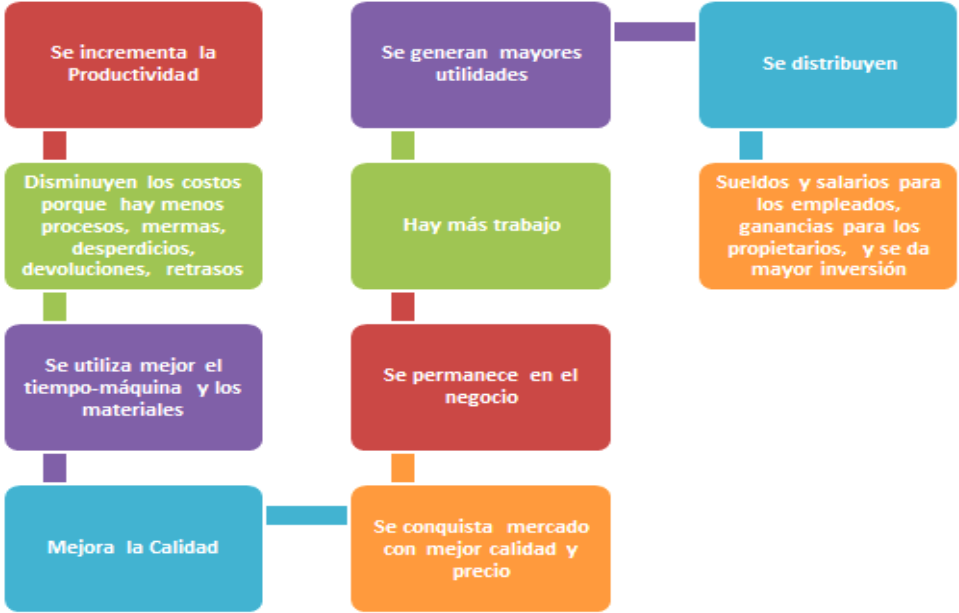 Se incrementa la
Productividad
Disminuyen los costos
porque hay menos
procesos, mermas,
desperdicios,
devoluciones, retrasos
Se utiliza mejor el
tiempo-máquina y los
materiales
Mejora la Calidad
Se conquista mercado
con mejor calidad y
precio
Se permanece en el
negocio
Hay más trabajo
Se generan mayores
utilidades
Se distribuyen
Sueldos y salarios para
los empleados,
ganancias para los
propietarios, y se da
mayor inversión